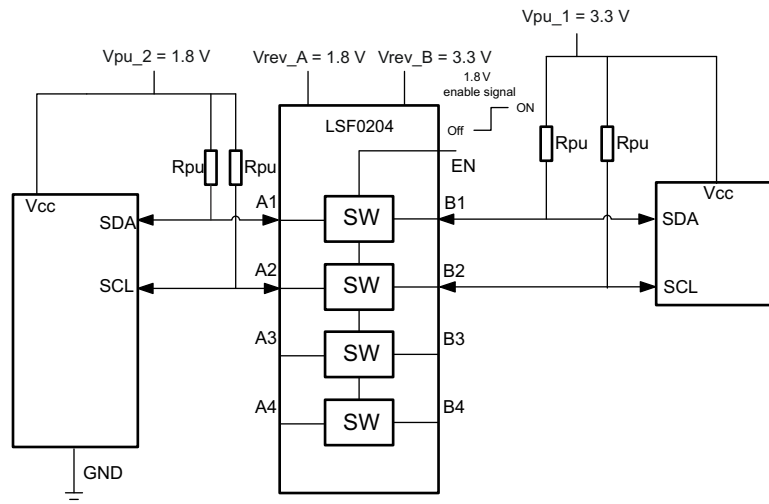 Vpu_1 = 3.3 V
Vpu_2 = 1.8 V
Vrev_A = 1.8 V
Vrev_B = 3.3 V
1.8 V
enable signal
ON
Off
LSF0204
EN
Rpu
Rpu
Rpu
Rpu
Vcc
SDA
SCL
GND
A1
A2
A3
A4
SW
SW
SW
SW
B1
B2
B3
B4
Vcc
SDA
SCL